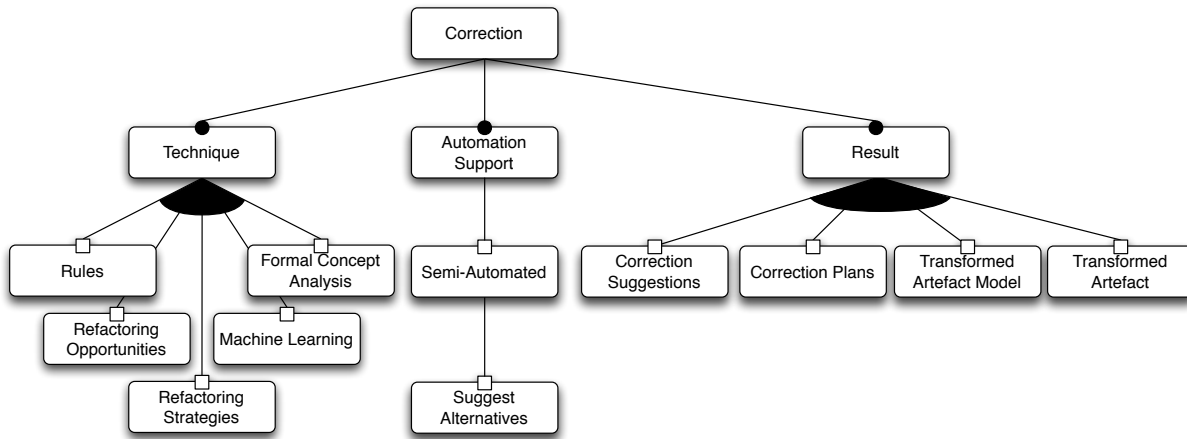 Correction
Technique
Automation
Support
Result
Rules
Formal Concept
Analysis
Semi-Automated
Correction
Suggestions
Correction Plans
Transformed
Artefact Model
Transformed
Artefact
Refactoring
Opportunities
Machine Learning
Refactoring
Strategies
Suggest
Alternatives